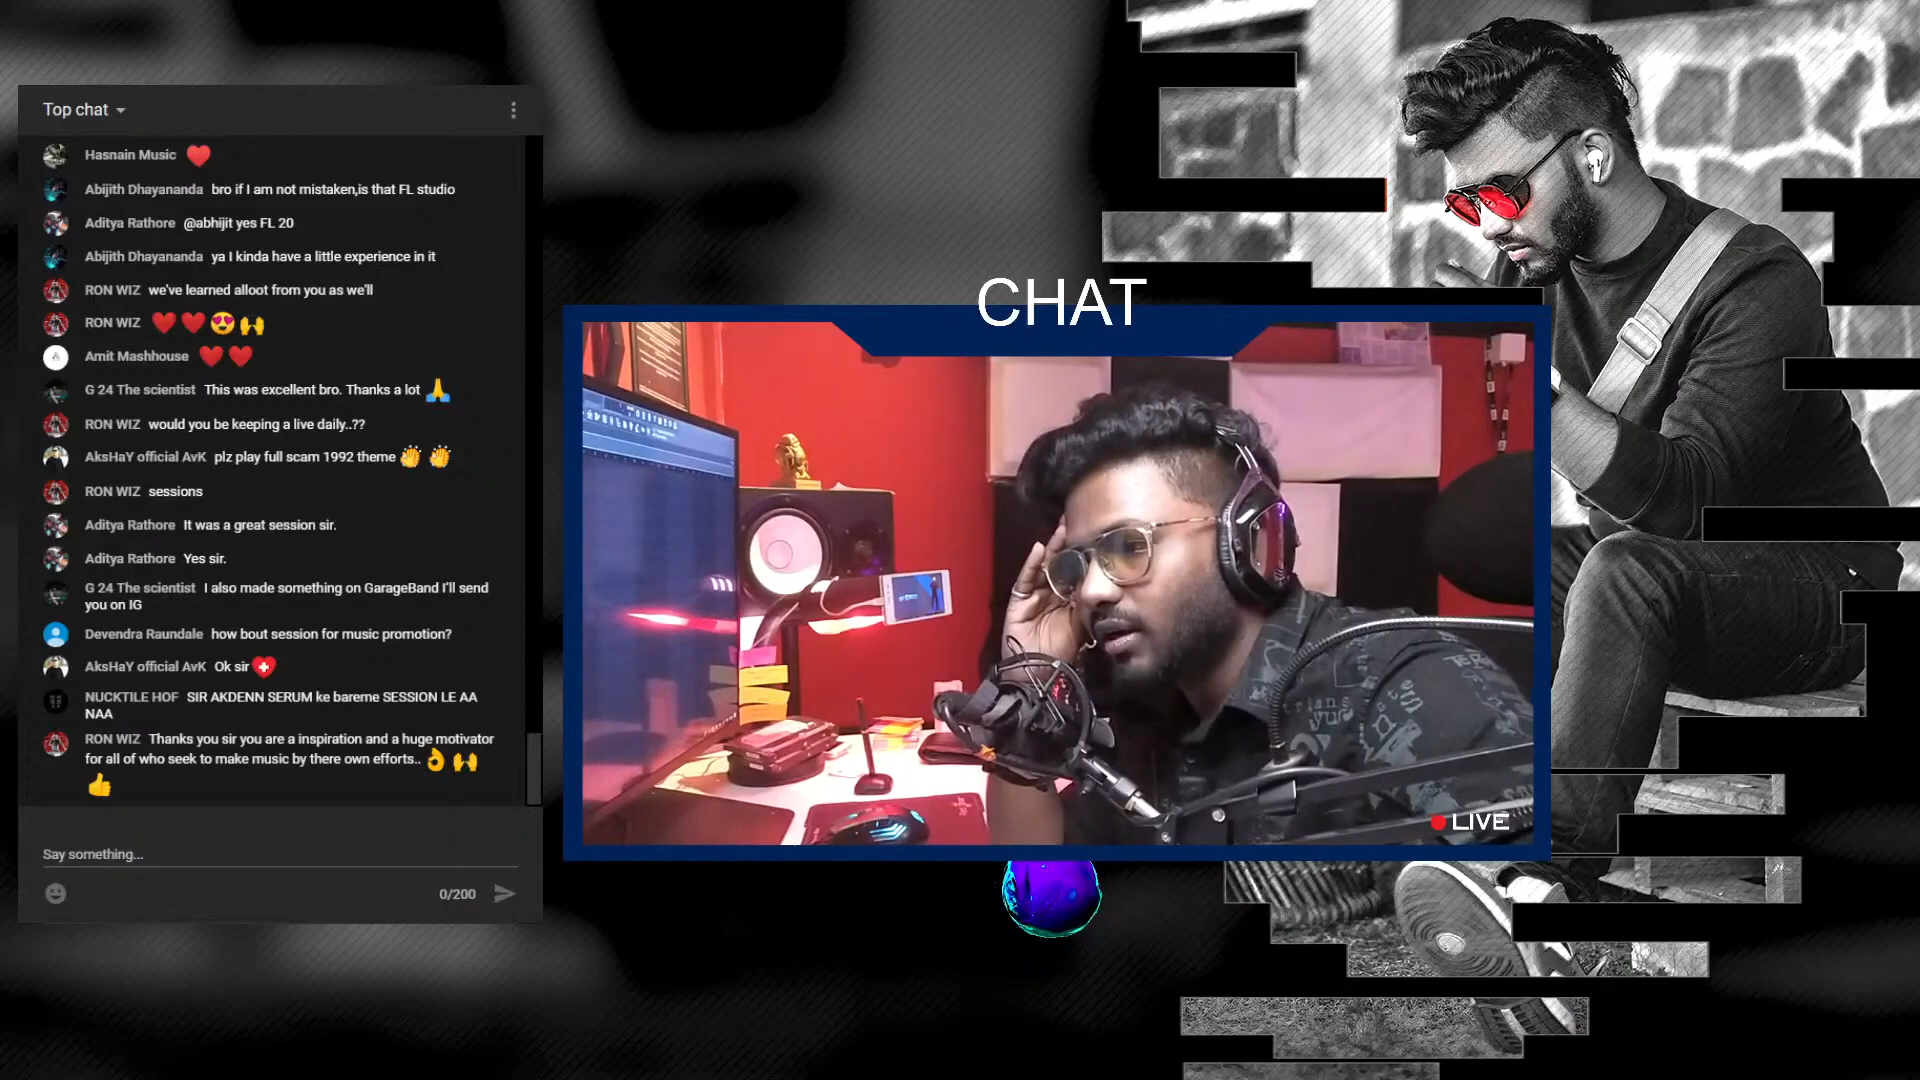 Top chat
Hasnain Music
Abijith Dhayananda bro if I am not mistaken,is that FL studio
Aditya Rathore @abhijit yes FL 20
Abijith Dhayananda ya I kinda have a little experience in it
RON WIZ we've learned alloot from you as we'll
RON WIZ ❤️❤️😍🙌
Amit Mashhouse ❤️❤️
G 24 The scientist This was excellent bro. Thanks a lot 🙏
RON WIZ would you be keeping a live daily..??
AksHaY official AvK plz play full scam 1992 theme 👏 👏
RON WIZ sessions
Aditya Rathore It was a great session sir.
Aditya Rathore Yes sir.
G 24 The scientist I also made something on GarageBand I'll send
you on IG
Devendra Raundale how bout session for music promotion?
AksHaY official AvK Ok sir
NUCKTILE HOF SIR AKDENN SERUM ke bareme SESSION LE AA
NAA
RON WIZ Thanks you sir you are a inspiration and a huge motivator
for all of who seek to make music by there own efforts.. 👌 🙌
👍
Say something...
0/200
CHAT
LIVE